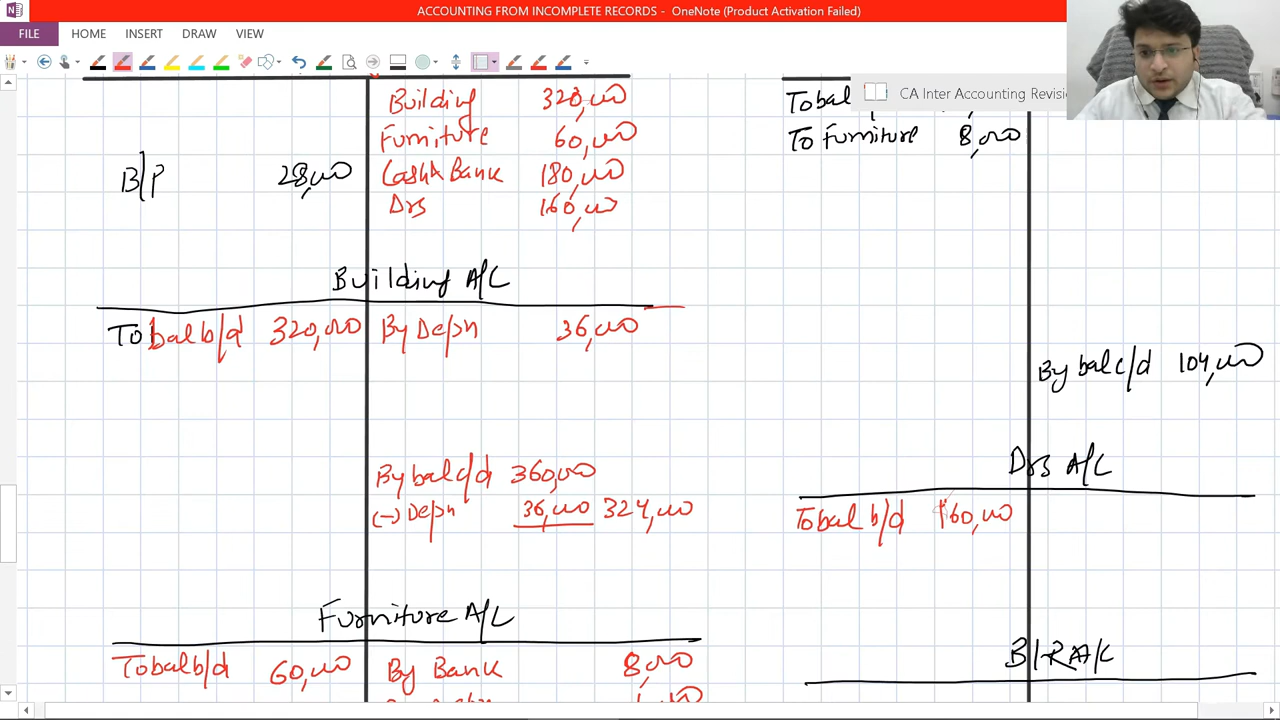 ACCOUNTING FROM INCOMPLETE RECORDS - OneNote (Product Activation Failed)
FILE HOME INSERT DRAW VIEW
CA Inter Accounting Revisi
Building 320,000
Furniture 60,000
Cash & Bank 180,000
Drs 160,000
B/P 28,000
To bal
To Furniture 8,000
Building A/C
To bal b/d 320,000 By Depn 36,000
By bal c/d 360,000
(-) Depn 36,000 324,000
By bal c/d 104,000
Drs A/C
To bal b/d 160,000
Furniture A/C
To bal b/d 60,000 By Bank 8,000
B/R A/C